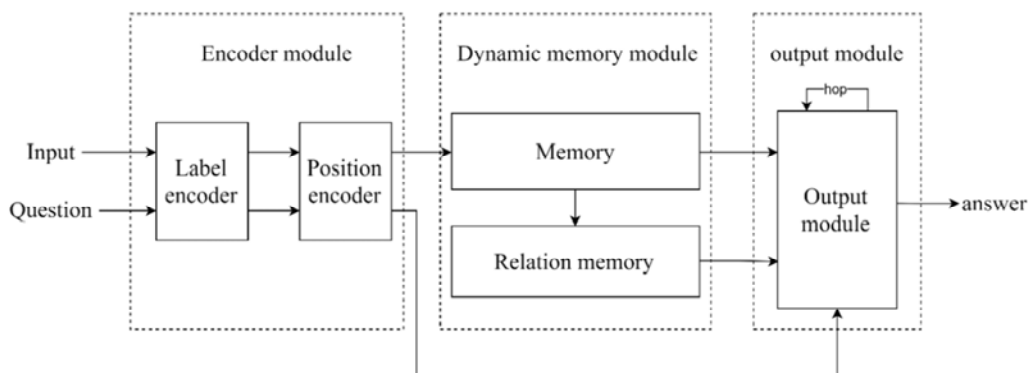 Encoder module
Dynamic memory module
output module
hop
Input
Question
Label
encoder
Position
encoder
Memory
Relation memory
Output
module
answer